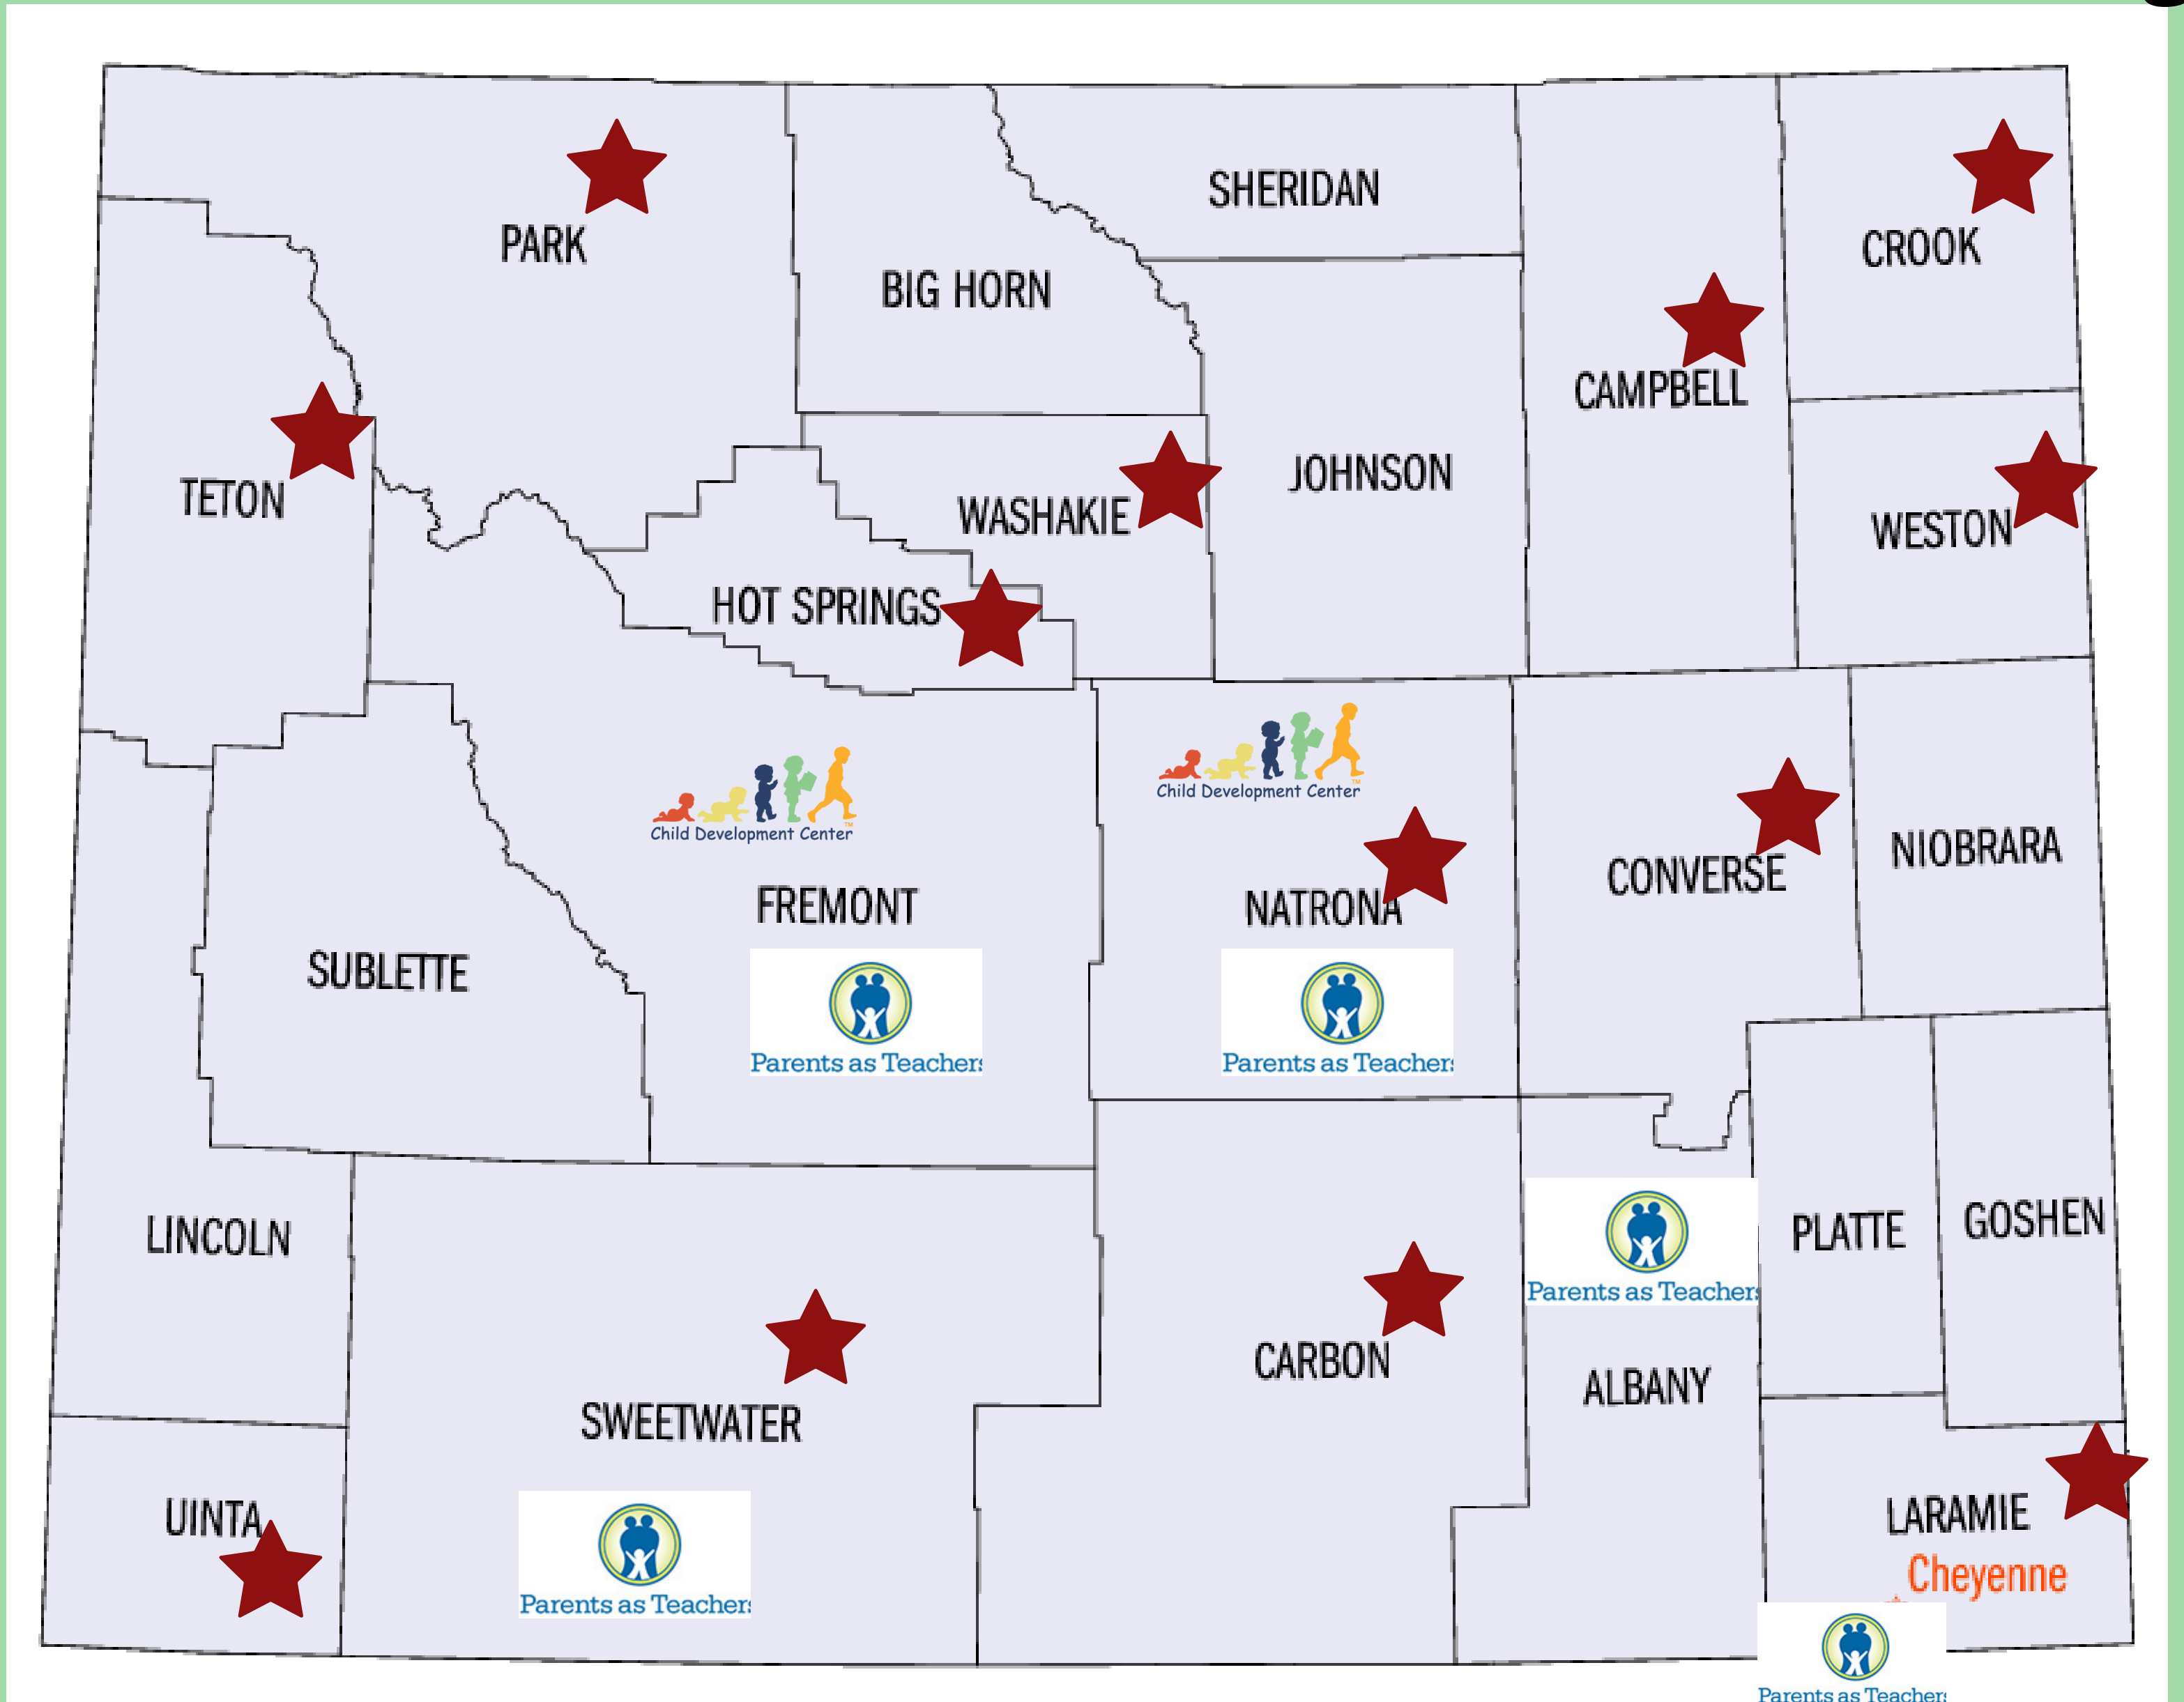 SHERIDAN
PARK
CROOK
BIG HORN
CAMPBELL
JOHNSON
TETON
WASHAKIE
WESTON
HOT SPRINGS
TM
Child Development Center
TM
Child Development Center
NIOBRARA
CONVERSE
FREMONT
NATRONA
SUBLETTE
Parents as Teachers
Parents as Teachers
LINCOLN
PLATTE
GOSHEN
Parents as Teachers
CARBON
ALBANY
SWEETWATER
UINTA
LARAMIE
Cheyenne
Parents as Teachers
Parents as Teachers